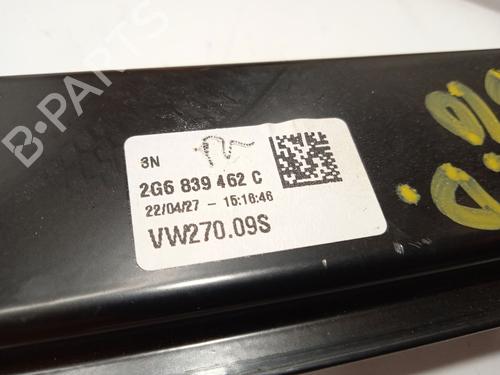 B-PARTS
3N
2G6 839 462 C
22/04/27 - 15:16:46
VW270.09S